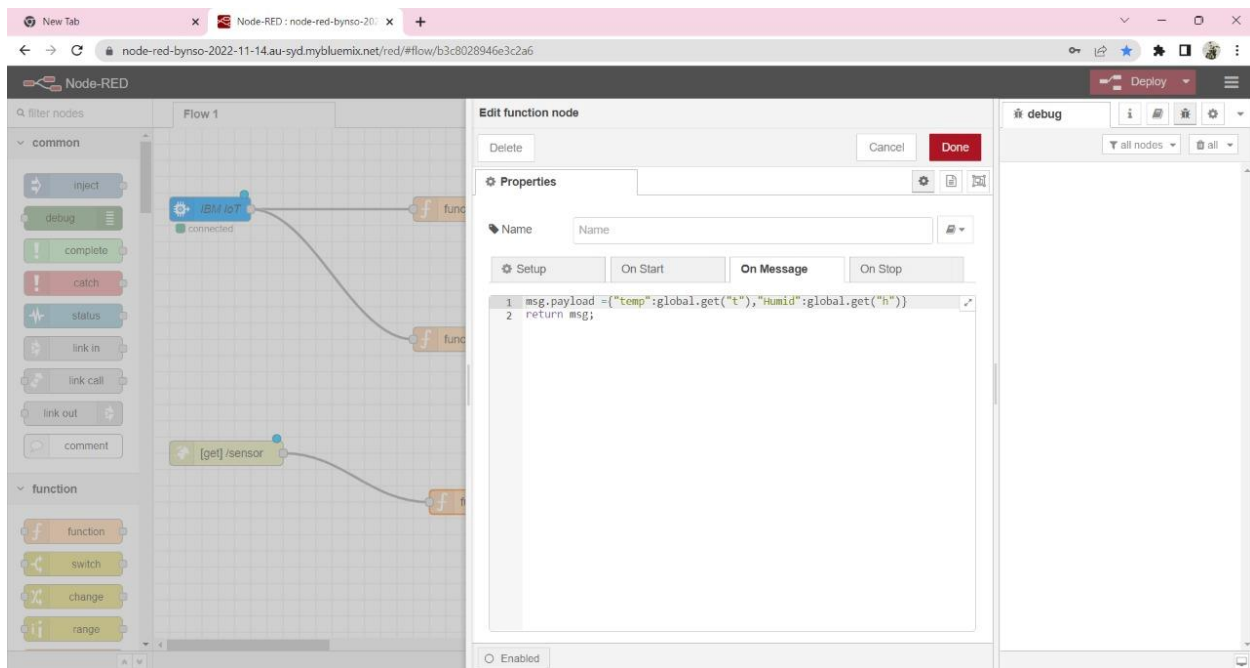 New Tab
Node-RED : node-red-bynso-202
node-red-bynso-2022-11-14.au-syd.mybluemix.net/red/#flow/b3c8028946e3c2a6
Node-RED
Deploy
filter nodes
Flow 1
Edit function node
debug
i
common
Delete
Cancel
Done
all nodes
all
inject
IBM IoT
func
Properties
debug
connected
Name
Name
complete
Setup
On Start
On Message
On Stop
catch
1 msg.payload ={"temp":global.get("t"),"Humid":global.get("h")}
2 return msg;
status
link in
func
link call
link out
comment
[get] /sensor
function
f
function
switch
change
range
Enabled